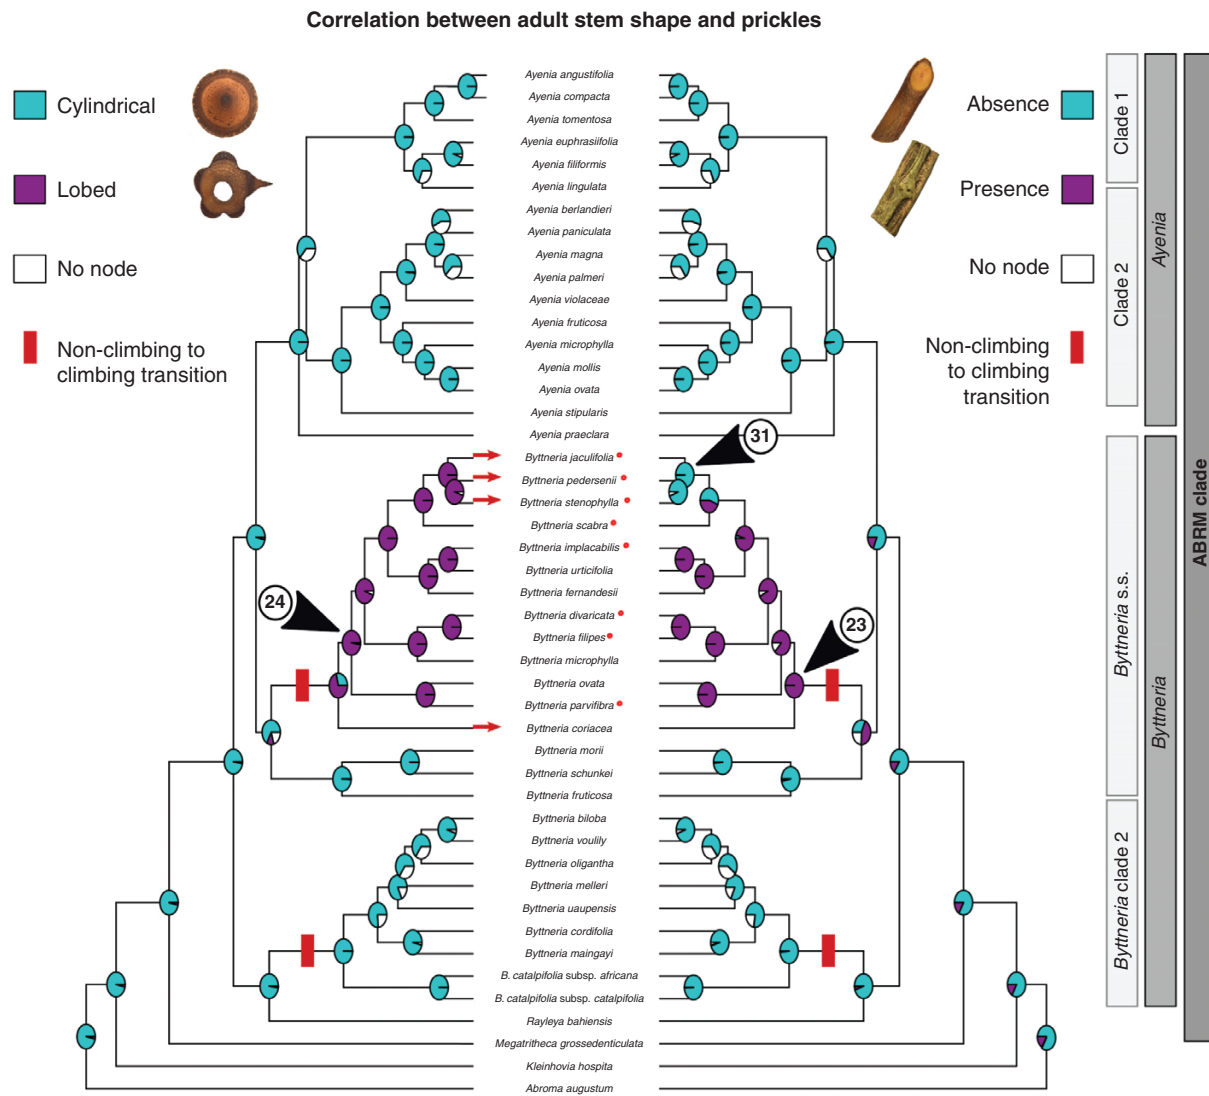 Correlation between adult stem shape and prickles
Cylindrical
Lobed
No node
Non-climbing to
climbing transition
Absence
Presence
No node
Non-climbing
to climbing
transition
Ayenia angustifolia
Ayenia compacta
Ayenia tomentosa
Ayenia euphrasiifolia
Ayenia filiformis
Ayenia lingulata
Ayenia berlandieri
Ayenia paniculata
Ayenia magna
Ayenia palmeri
Ayenia violaceae
Ayenia fruticosa
Ayenia microphylla
Ayenia mollis
Ayenia ovata
Ayenia stipularis
Ayenia praeclara
Byttneria jaculifolia
Byttneria pedersenii
Byttneria stenophylla
Byttneria scabra
Byttneria implacabilis
Byttneria urticifolia
Byttneria fernandesii
Byttneria divaricata
Byttneria filipes
Byttneria microphylla
Byttneria ovata
Byttneria parvifibra
Byttneria coriacea
Byttneria morii
Byttneria schunkei
Byttneria fruticosa
Byttneria biloba
Byttneria voulily
Byttneria oligantha
Byttneria melleri
Byttneria uaupensis
Byttneria cordifolia
Byttneria maingayi
B. catalpifolia subsp. africana
B. catalpifolia subsp. catalpifolia
Rayleya bahiensis
Megatritheca grossedenticulata
Kleinhovia hospita
Abroma augustum
31
24
23
Clade 1
Clade 2
Ayenia
Byttneria s.s.
Byttneria clade 2
Byttneria
ABRM clade